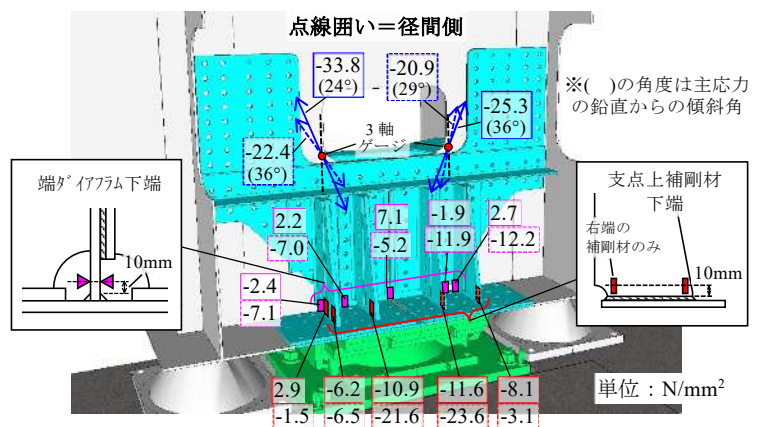 点線囲い＝径間側
-33.8
(24°)
-
-20.9
(29°)
※(　)の角度は主応力
の鉛直からの傾斜角
-25.3
(36°)
3 軸
ゲージ
-22.4
(36°)
端ﾀﾞｲｱﾌﾗﾑ下端
10mm
支点上補剛材
下端
右端の
補剛材のみ
10mm
2.2
-7.0
7.1
-5.2
-1.9
-11.9
2.7
-12.2
-2.4
-7.1
2.9
-1.5
-6.2
-6.5
-10.9
-21.6
-11.6
-23.6
-8.1
-3.1
単位：N/mm²